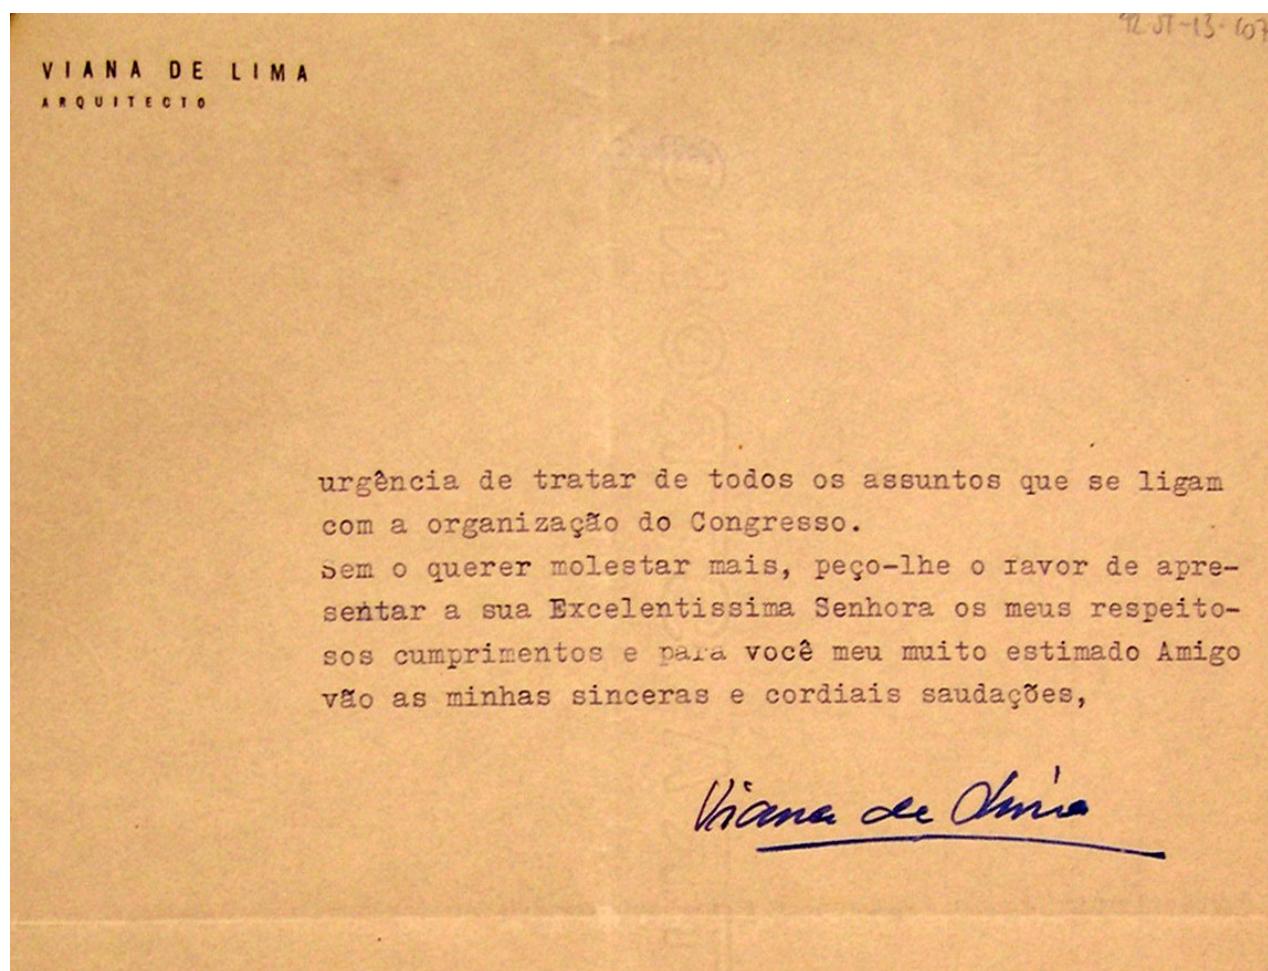 VIANA DE LIMA
ARQUITECTO
urgência de tratar de todos os assuntos que se ligam
com a organização do Congresso.
Sem o querer molestar mais, peço-lhe o favor de apre-
sentar a sua Excelentissima Senhora os meus respeito-
sos cumprimentos e para você meu muito estimado Amigo
vão as minhas sinceras e cordiais saudações,
Viana de Lima